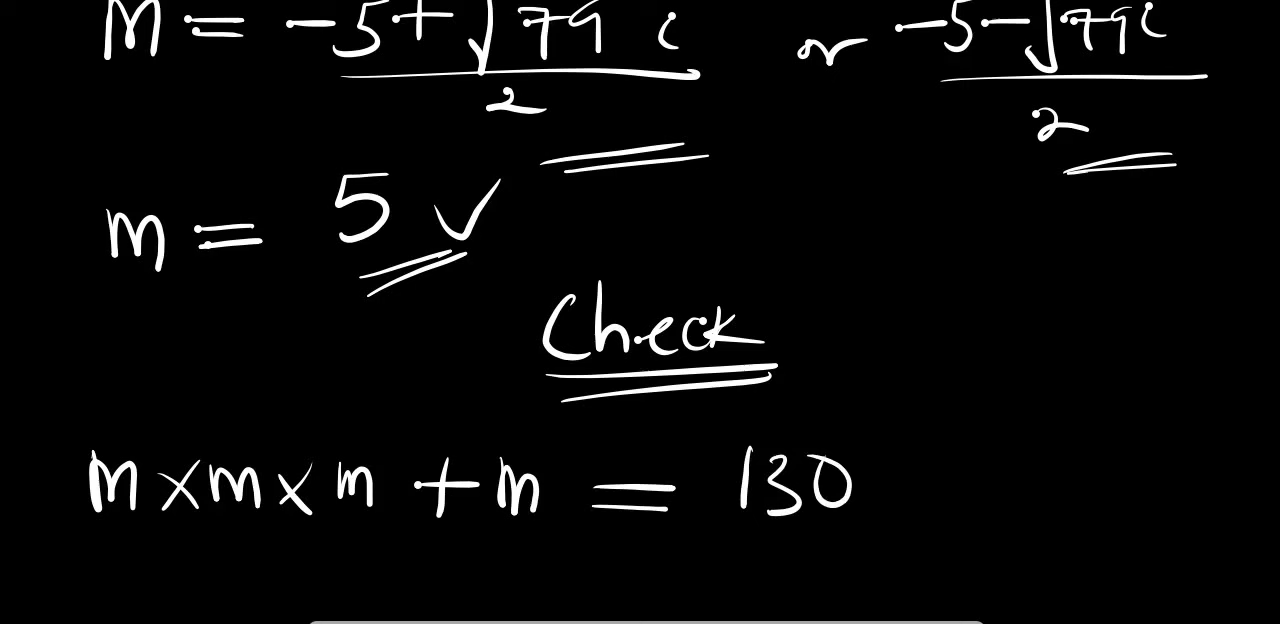 m = -5+√79 i / 2 or -5-√79 i / 2
m = 5 ✓
Check
m × m × m + m = 130